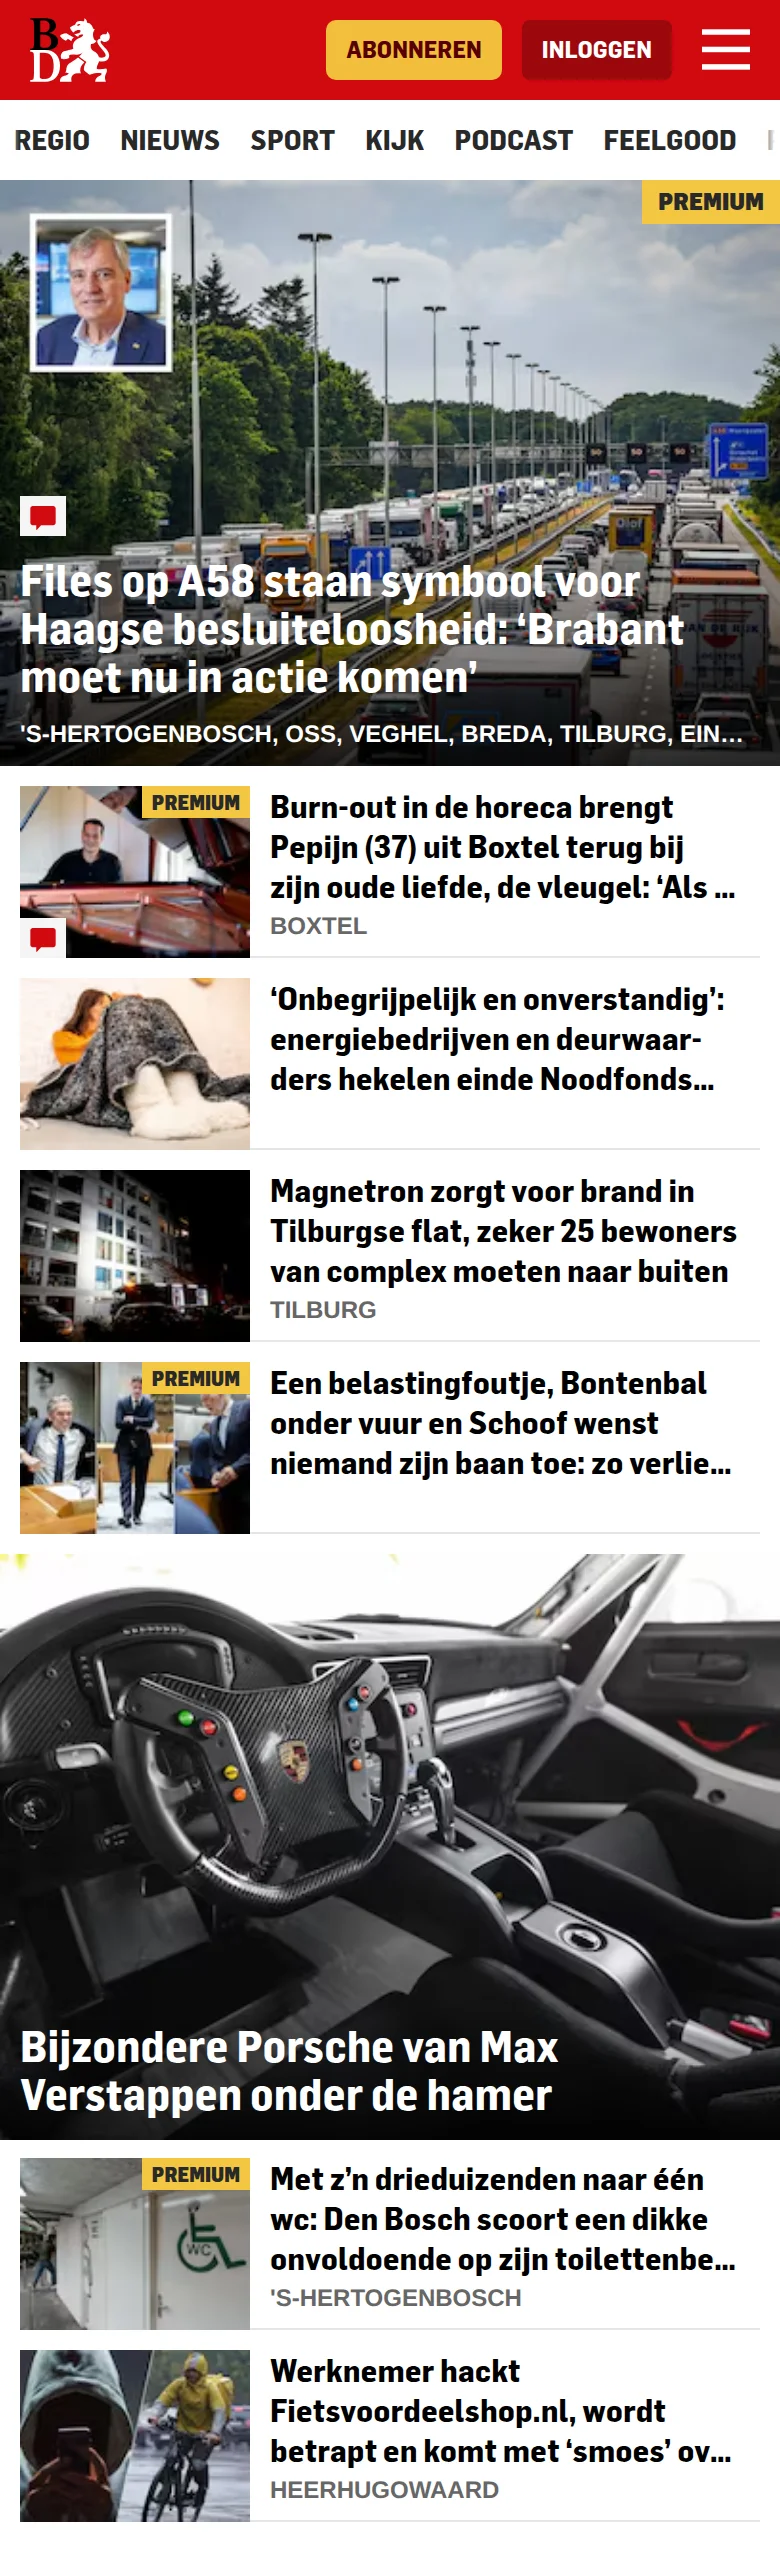 BD
ABONNEREN
INLOGGEN
REGIO NIEUWS SPORT KIJK PODCAST FEELGOOD
PREMIUM
50 50 50
Files op A58 staan symbool voor
Haagse besluiteloosheid: ‘Brabant
moet nu in actie komen’
'S-HERTOGENBOSCH, OSS, VEGHEL, BREDA, TILBURG, EIN...
PREMIUM
Burn-out in de horeca brengt
Pepijn (37) uit Boxtel terug bij
zijn oude liefde, de vleugel: ‘Als ...
BOXTEL
‘Onbegrijpelijk en onverstandig’:
energiebedrijven en deurwaar-
ders hekelen einde Noodfonds...
Magnetron zorgt voor brand in
Tilburgse flat, zeker 25 bewoners
van complex moeten naar buiten
TILBURG
PREMIUM
Een belastingfoutje, Bontenbal
onder vuur en Schoof wenst
niemand zijn baan toe: zo verlie...
Bijzondere Porsche van Max
Verstappen onder de hamer
PREMIUM
WC
Met z’n drieduizenden naar één
wc: Den Bosch scoort een dikke
onvoldoende op zijn toilettenbe...
'S-HERTOGENBOSCH
Werknemer hackt
Fietsvoordeelshop.nl, wordt
betrapt en komt met ‘smoes’ ov...
HEERHUGOWAARD